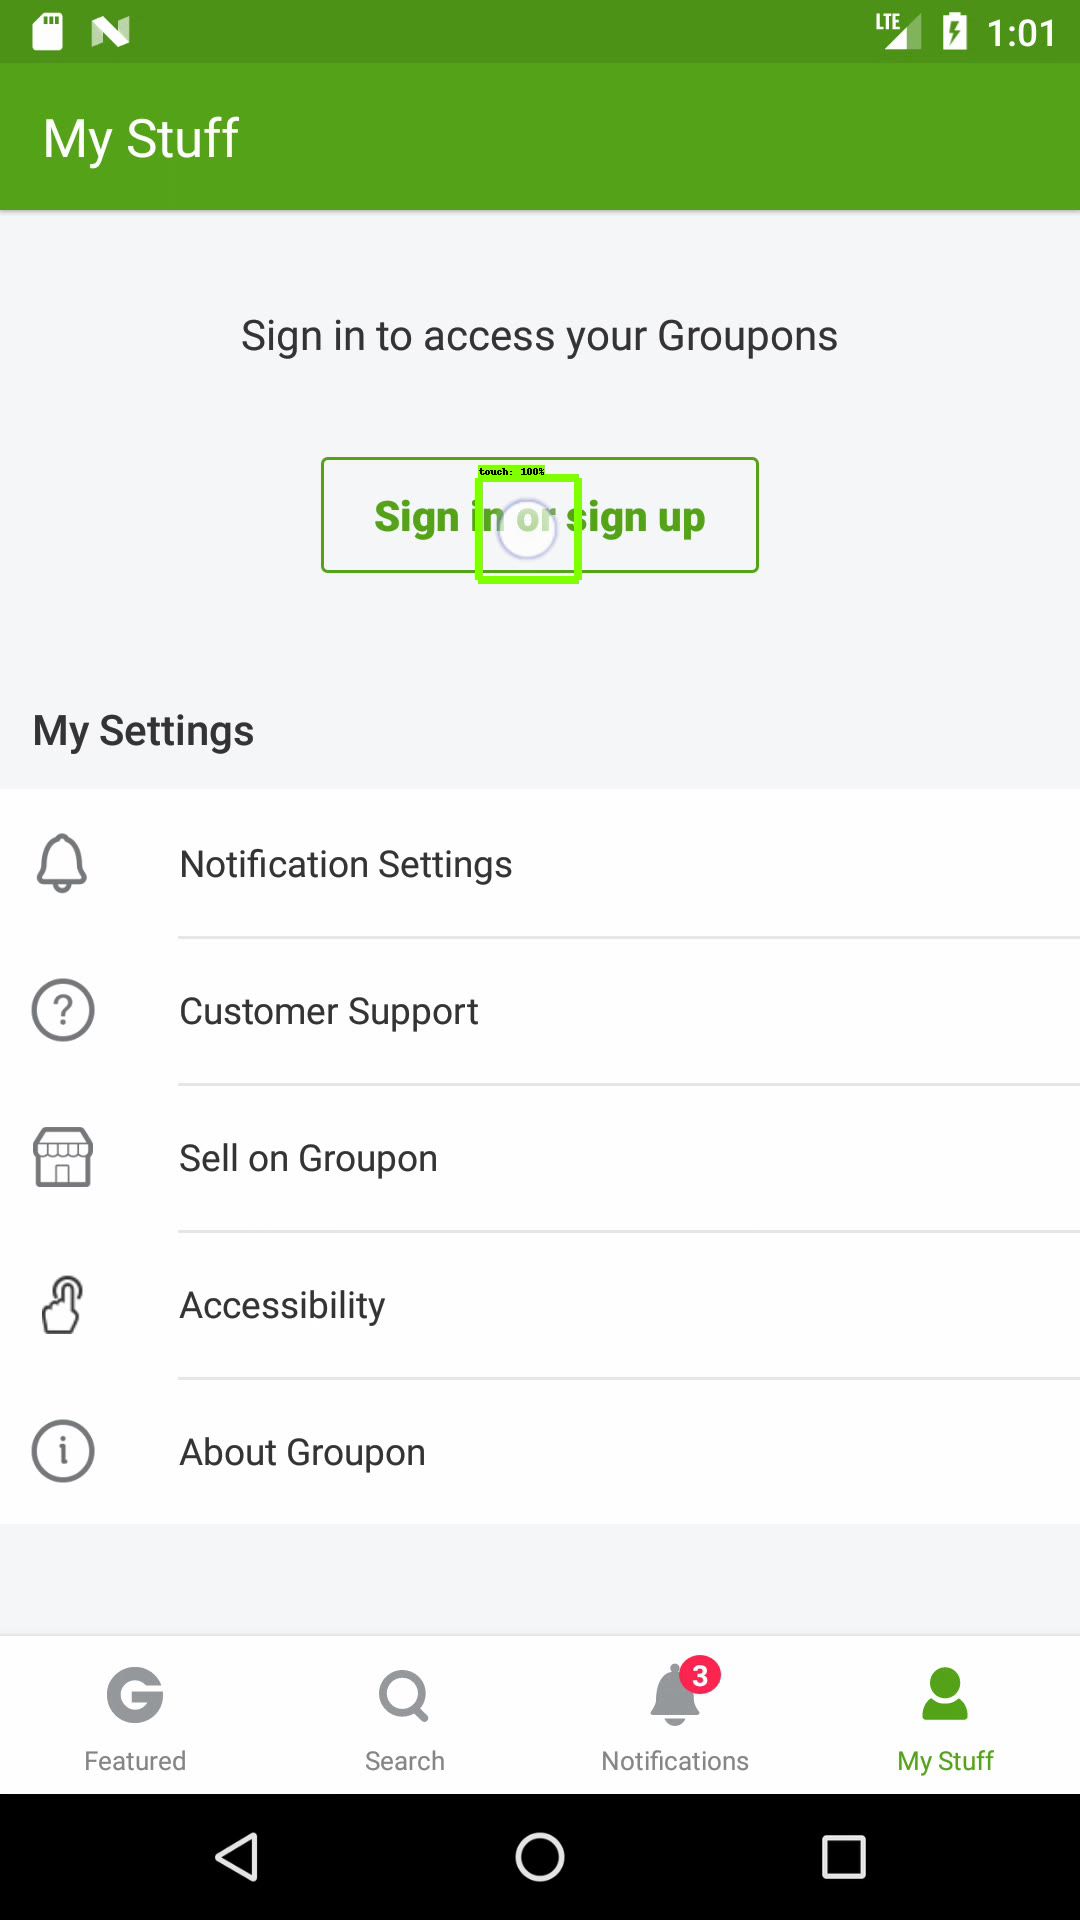 LTE 1:01
My Stuff
Sign in to access your Groupons
touch: 100%
Sign in or sign up
My Settings
Notification Settings
Customer Support
Sell on Groupon
Accessibility
About Groupon
3
Featured Search Notifications My Stuff